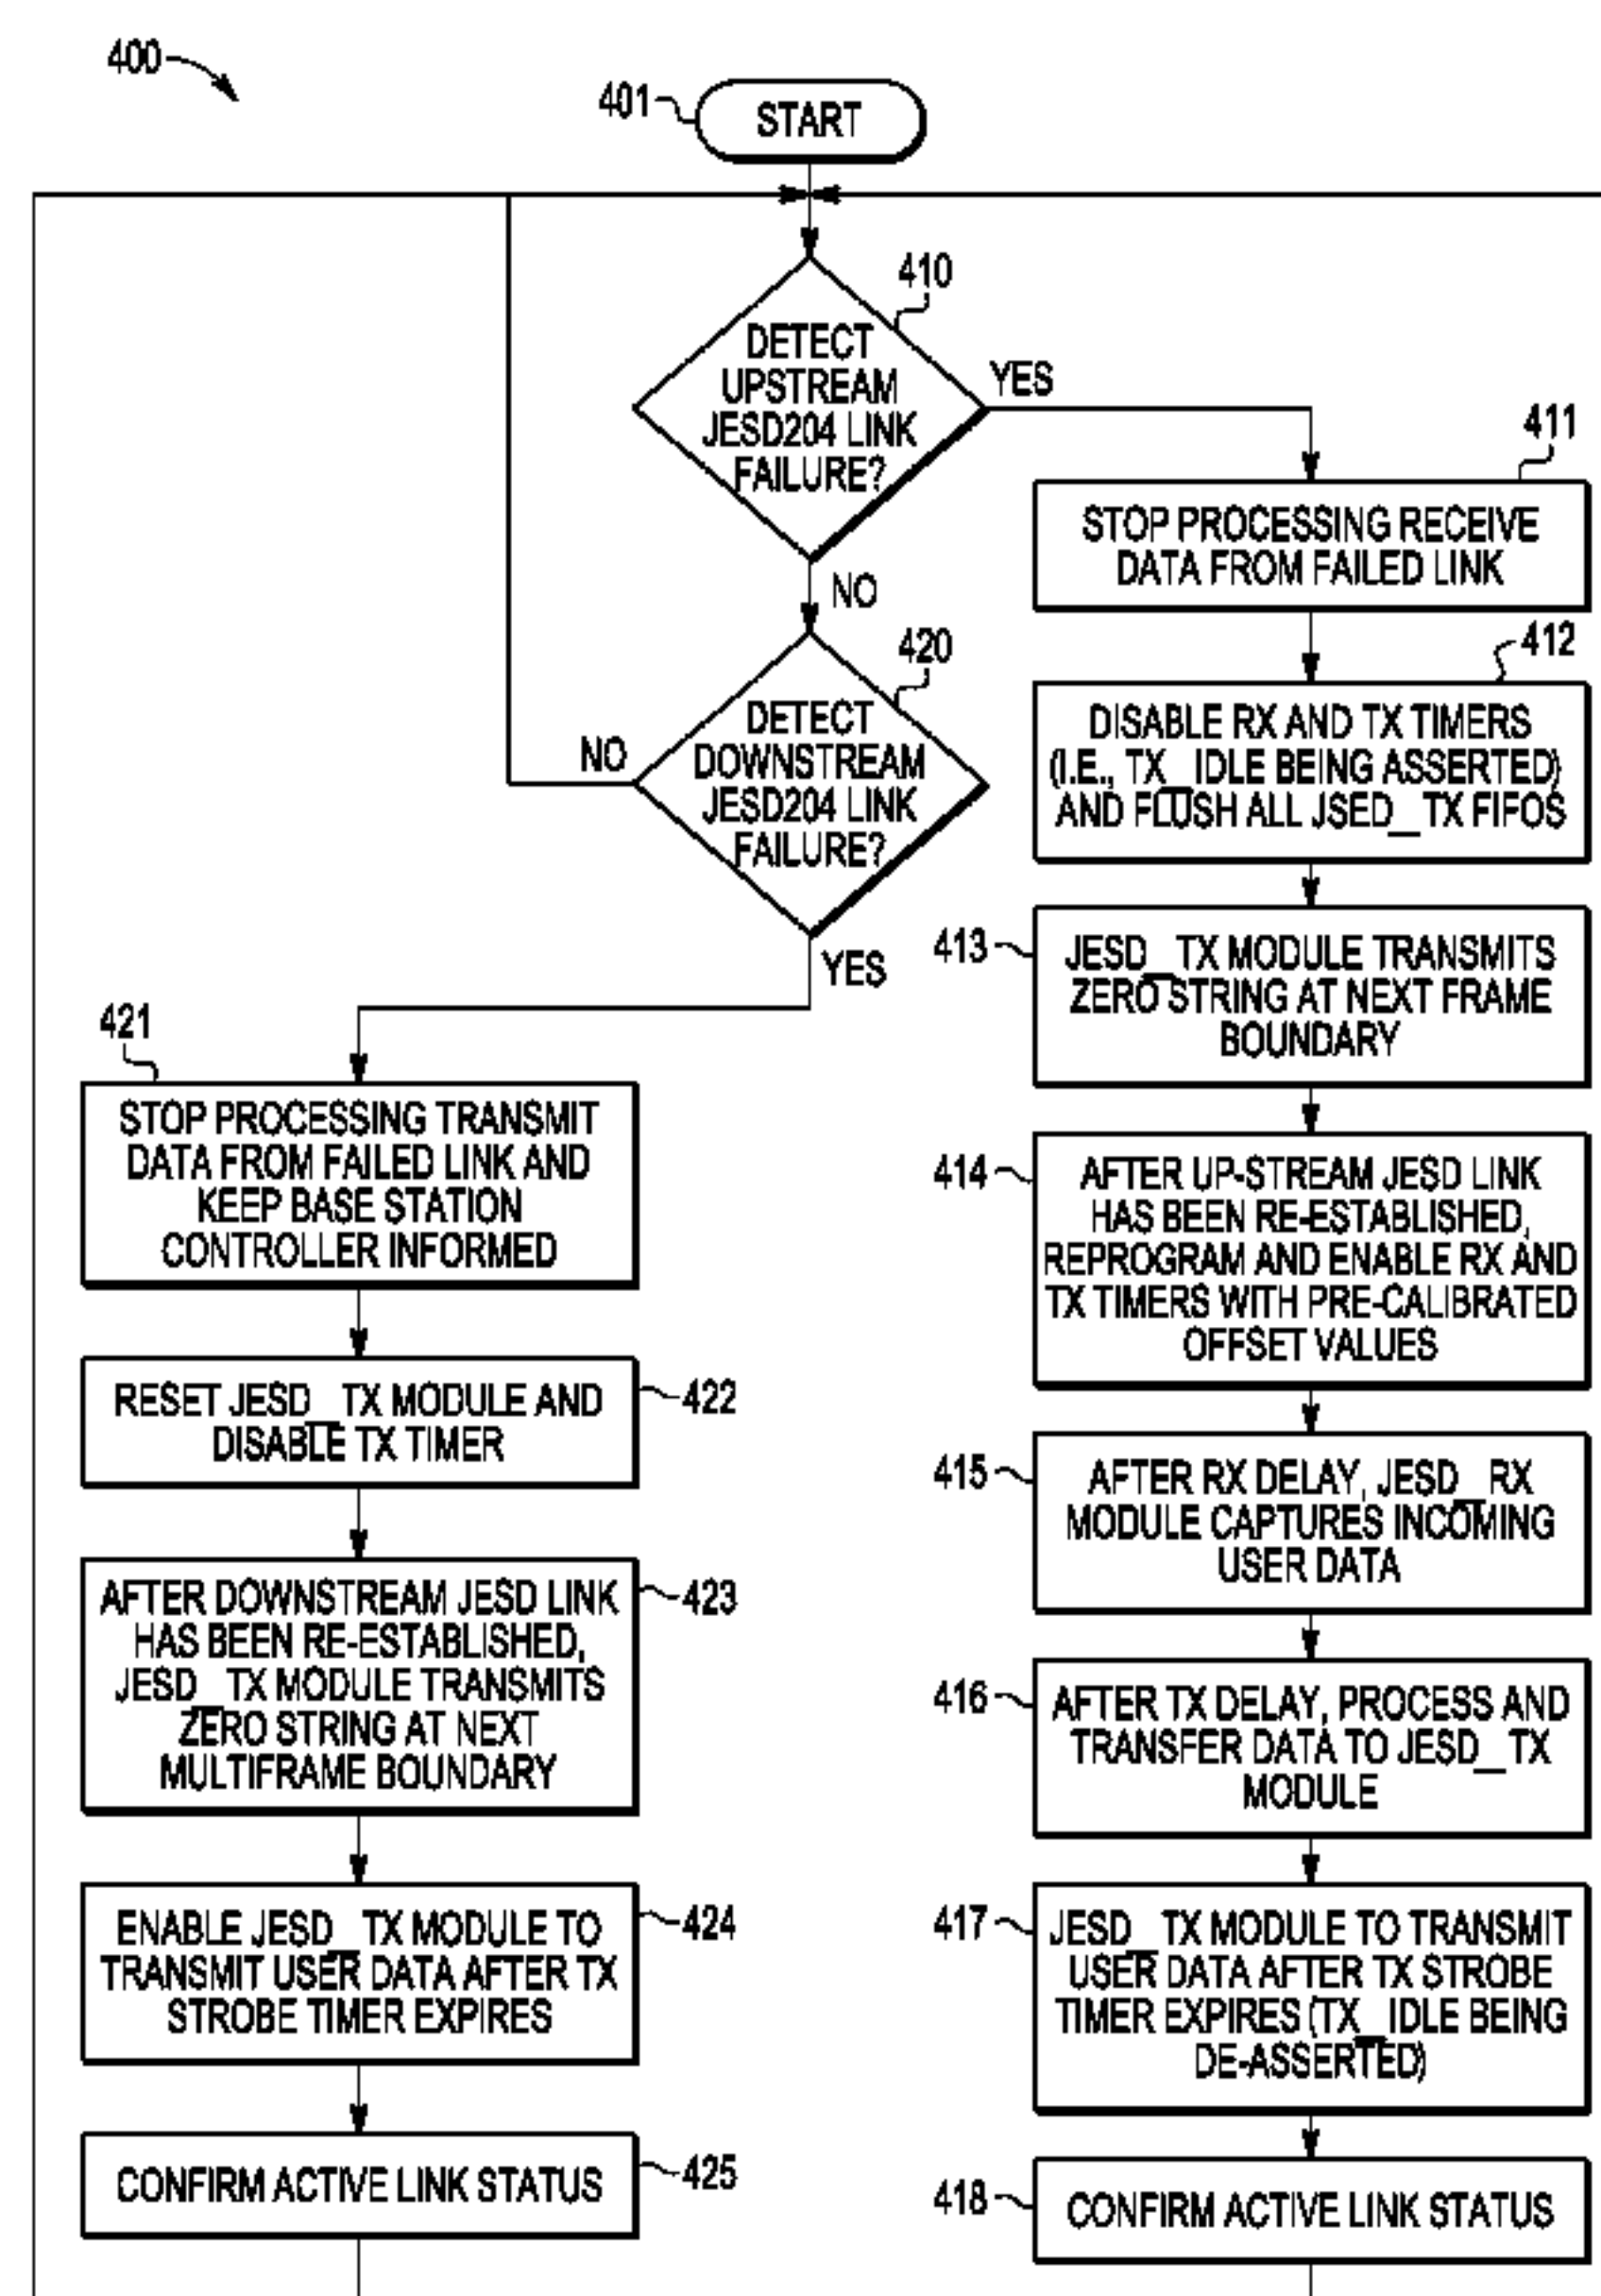 400
401
START
410
DETECT
UPSTREAM
JESD204 LINK
FAILURE?
YES
NO
411
STOP PROCESSING RECEIVE
DATA FROM FAILED LINK
420
DETECT
DOWNSTREAM
JESD204 LINK
FAILURE?
NO
YES
412
DISABLE RX AND TX TIMERS
(I.E., TX_IDLE BEING ASSERTED)
AND FLUSH ALL JSED_TX FIFOS
413
JESD_TX MODULE TRANSMITS
ZERO STRING AT NEXT FRAME
BOUNDARY
414
AFTER UP-STREAM JESD LINK
HAS BEEN RE-ESTABLISHED,
REPROGRAM AND ENABLE RX AND
TX TIMERS WITH PRE-CALIBRATED
OFFSET VALUES
415
AFTER RX DELAY, JESD_RX
MODULE CAPTURES INCOMING
USER DATA
416
AFTER TX DELAY, PROCESS AND
TRANSFER DATA TO JESD_TX
MODULE
417
JESD_TX MODULE TO TRANSMIT
USER DATA AFTER TX STROBE
TIMER EXPIRES (TX_IDLE BEING
DE-ASSERTED)
418
CONFIRM ACTIVE LINK STATUS
421
STOP PROCESSING TRANSMIT
DATA FROM FAILED LINK AND
KEEP BASE STATION
CONTROLLER INFORMED
RESET JESD_TX MODULE AND
DISABLE TX TIMER
422
AFTER DOWNSTREAM JESD LINK
HAS BEEN RE-ESTABLISHED,
JESD_TX MODULE TRANSMITS
ZERO STRING AT NEXT
MULTIFRAME BOUNDARY
423
ENABLE JESD_TX MODULE TO
TRANSMIT USER DATA AFTER TX
STROBE TIMER EXPIRES
424
CONFIRM ACTIVE LINK STATUS
425